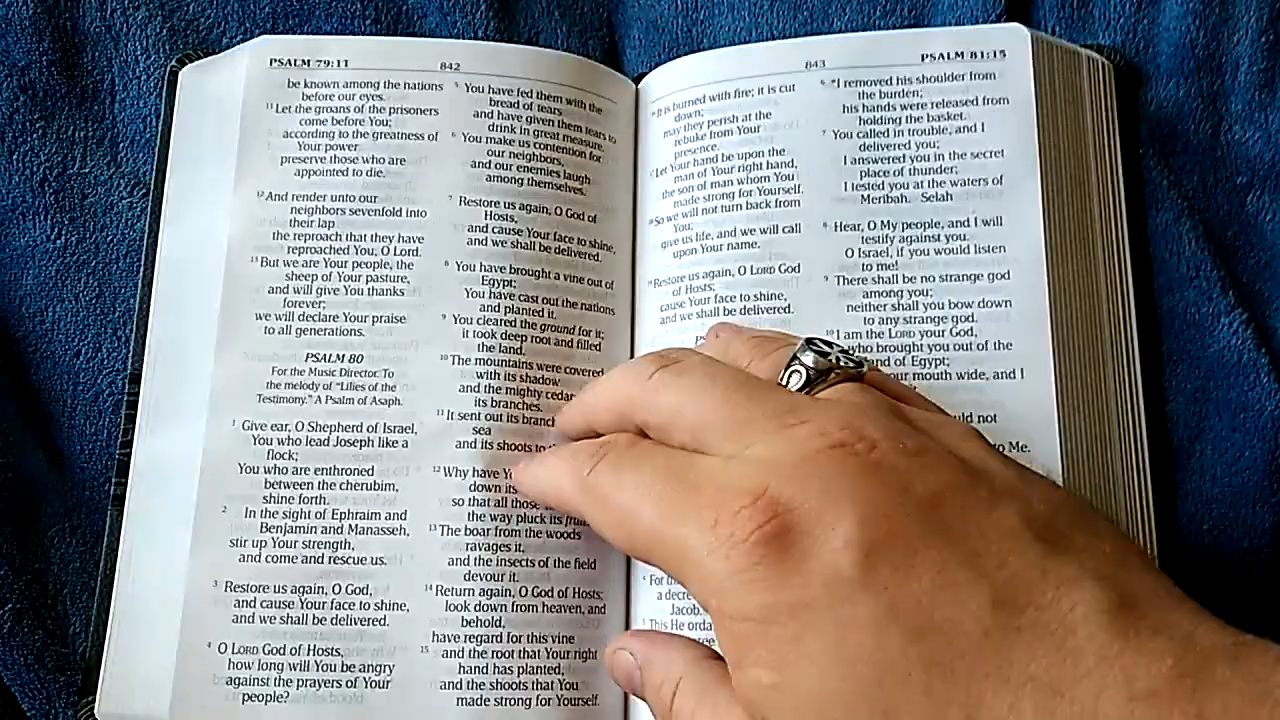 PSALM 79:11
842
be known among the nations
before our eyes.
11 Let the groans of the prisoners
come before You;
according to the greatness of
Your power
preserve those who are
appointed to die.
12 And render unto our
neighbors sevenfold into
their lap
the reproach that they have
reproached You, O Lord.
13 But we are Your people, the
sheep of Your pasture,
and will give You thanks
forever;
we will declare Your praise
to all generations.
PSALM 80
For the Music Director. To
the melody of "Lilies of the
Testimony." A Psalm of Asaph.
1 Give ear, O Shepherd of Israel,
You who lead Joseph like a
flock;
You who are enthroned
between the cherubim,
shine forth.
2 In the sight of Ephraim and
Benjamin and Manasseh,
stir up Your strength,
and come and rescue us.
3 Restore us again, O God,
and cause Your face to shine,
and we shall be delivered.
4 O LORD God of Hosts,
how long will You be angry
against the prayers of Your
people?
5 You have fed them with the
bread of tears
and have given them tears to
drink in great measure.
6 You make us contention for
our neighbors,
and our enemies laugh
among themselves.
7 Restore us again, O God of
Hosts,
and cause Your face to shine,
and we shall be delivered.
8 You have brought a vine out of
Egypt;
You have cast out the nations
and planted it.
9 You cleared the ground for it;
it took deep root and filled
the land.
10 The mountains were covered
with its shadow
and the mighty cedar
its branches.
11 It sent out its branch
sea
and its shoots to
12 Why have
down its
so that all those
the way pluck its fruit
13 The boar from the woods
ravages it,
and the insects of the field
devour it.
14 Return again, O God of Hosts;
look down from heaven, and
behold,
have regard for this vine
15 and the root that Your right
hand has planted,
and the shoots that You
made strong for Yourself.
843
PSALM 81:15
16 It is burned with fire; it is cut
down;
may they perish at the
rebuke from Your
presence.
17 Let Your hand be upon the
man of Your right hand,
the son of man whom You
made strong for Yourself.
18 So we will not turn back from
You;
give us life, and we will call
upon Your name.
19 Restore us again, O LORD God
of Hosts;
cause Your face to shine,
and we shall be delivered.
4 For
a decre
Jacob.
5 This He orda
6 "I removed his shoulder from
the burden;
his hands were released from
holding the basket.
7 You called in trouble, and I
delivered you;
I answered you in the secret
place of thunder;
I tested you at the waters of
Meribah. Selah
8 Hear, O My people, and I will
testify against you.
O Israel, if you would listen
to me!
9 There shall be no strange god
among you;
neither shall you bow down
to any strange god.
10 I am the LORD your God,
who brought you out of the
land of Egypt;
your mouth wide, and I
not
to Me.